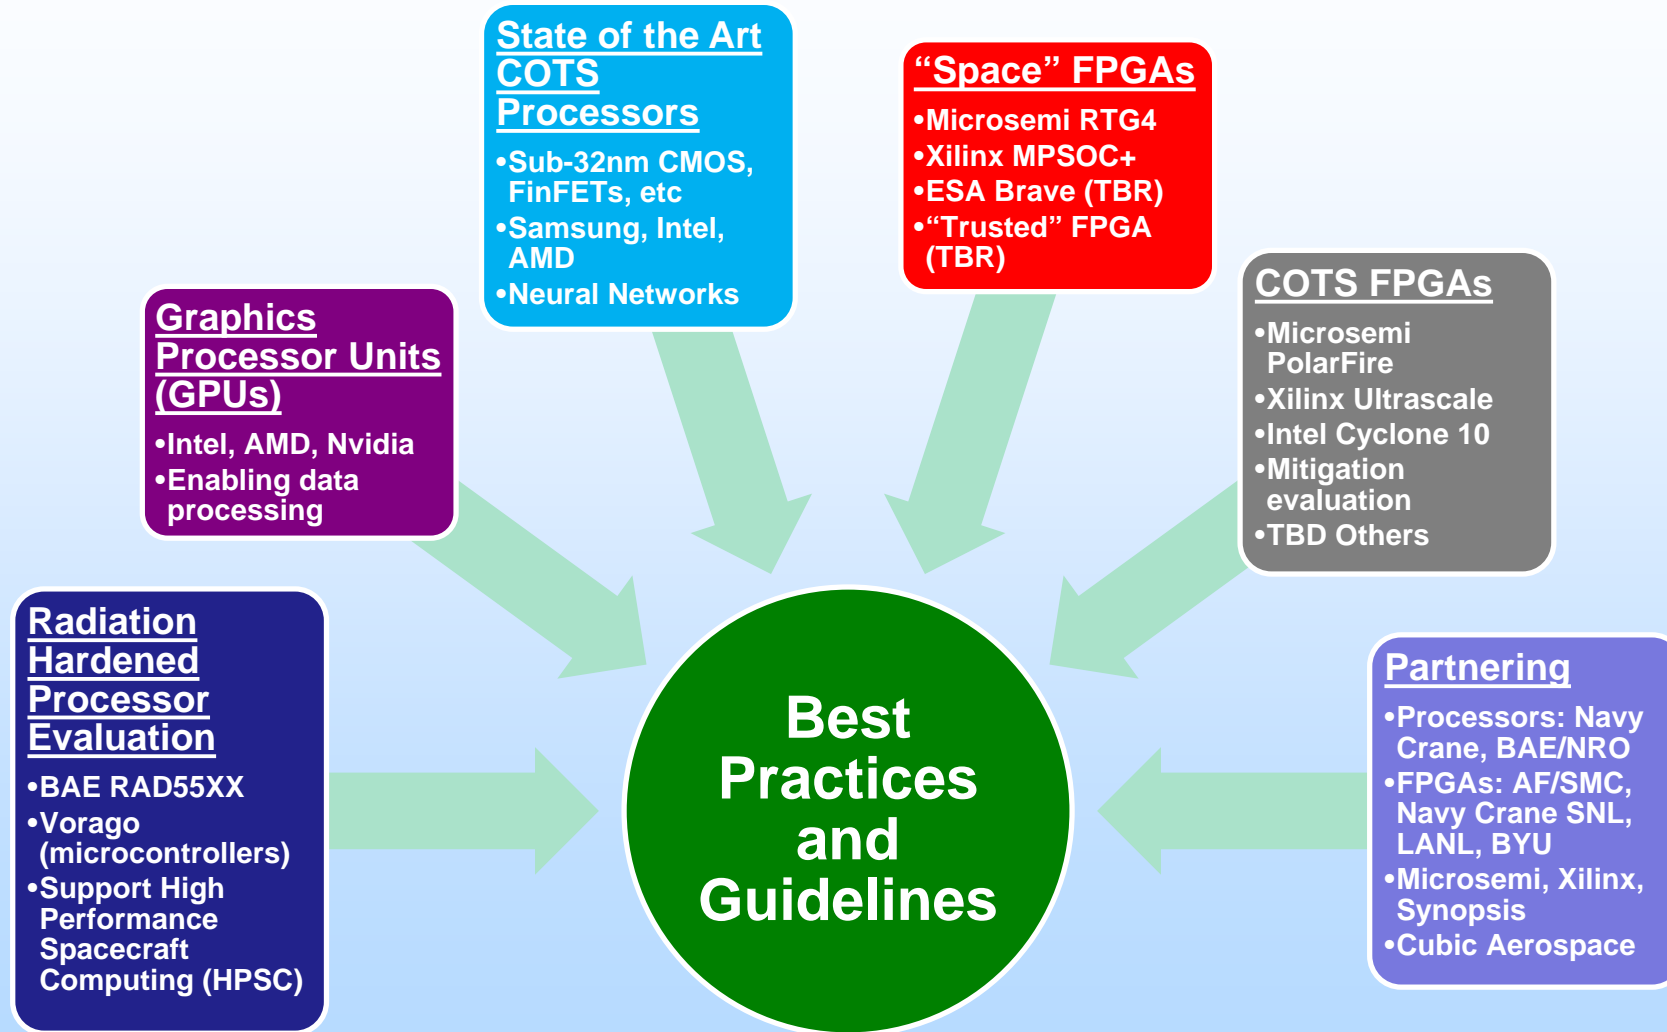 State of the Art
COTS
Processors
•Sub-32nm CMOS,
FinFETs, etc
•Samsung, Intel,
AMD
•Neural Networks
“Space” FPGAs
•Microsemi RTG4
•Xilinx MPSOC+
•ESA Brave (TBR)
•“Trusted” FPGA
(TBR)
Graphics
Processor Units
(GPUs)
•Intel, AMD, Nvidia
•Enabling data
processing
COTS FPGAs
•Microsemi
PolarFire
•Xilinx Ultrascale
•Intel Cyclone 10
•Mitigation
evaluation
•TBD Others
Radiation
Hardened
Processor
Evaluation
•BAE RAD55XX
•Vorago
(microcontrollers)
•Support High
Performance
Spacecraft
Computing (HPSC)
Best
Practices
and
Guidelines
Partnering
•Processors: Navy
Crane, BAE/NRO
•FPGAs: AF/SMC,
Navy Crane SNL,
LANL, BYU
•Microsemi, Xilinx,
Synopsis
•Cubic Aerospace